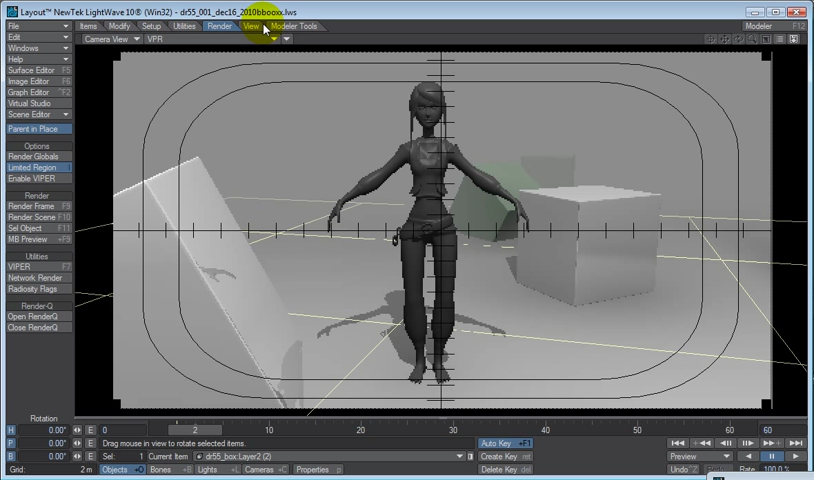 Layout™ NewTek LightWave 10® (Win32) - dr55_001_dec16_2010bbooxx.lws
File
Items Modify Setup Utilities Render View Modeler Tools Modeler F12
Edit
Camera View VPR
Windows
Help
Surface Editor F5
Image Editor F6
Graph Editor ^F2
Virtual Studio
Scene Editor
Parent in Place
Options
Render Globals
Limited Region l
Enable VIPER
Render
Render Frame F9
Render Scene F10
Sel Object F11
MB Preview +F9
Utilities
VIPER F7
Network Render
Radiosity Flags
Render-Q
Open RenderQ
Close RenderQ
Rotation
H 0.00° E 0 2 10 20 30 40 50 60 60
P 0.00° E Drag mouse in view to rotate selected items. Auto Key +F1
B 0.00° E Sel: 1 Current Item dr55_box:Layer2 (2) Create Key ret Preview
Grid: 2 m Objects +O Bones +B Lights +L Cameras +C Properties p Delete Key del Undo ^Z Rate 100.0 %